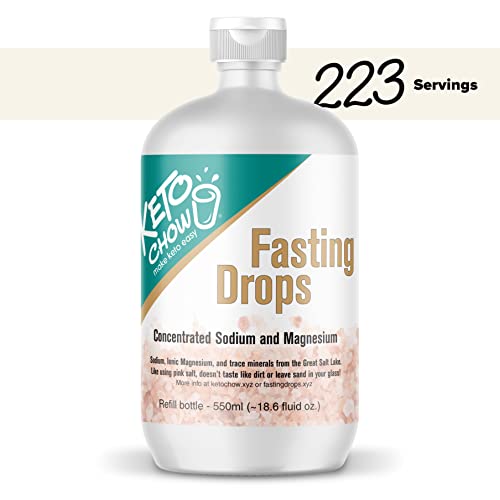 223 Servings
KETO
CHOW
make keto easy
Fasting
Drops
Concentrated Sodium and Magnesium
Sodium, Ionic Magnesium, and trace minerals from the Great Salt Lake.
Like using pink salt, doesn't taste like dirt or leave sand in your glass!
More info at ketochow.xyz or fastingdrops.xyz
Refill bottle - 550ml (~18.6 fluid oz.)